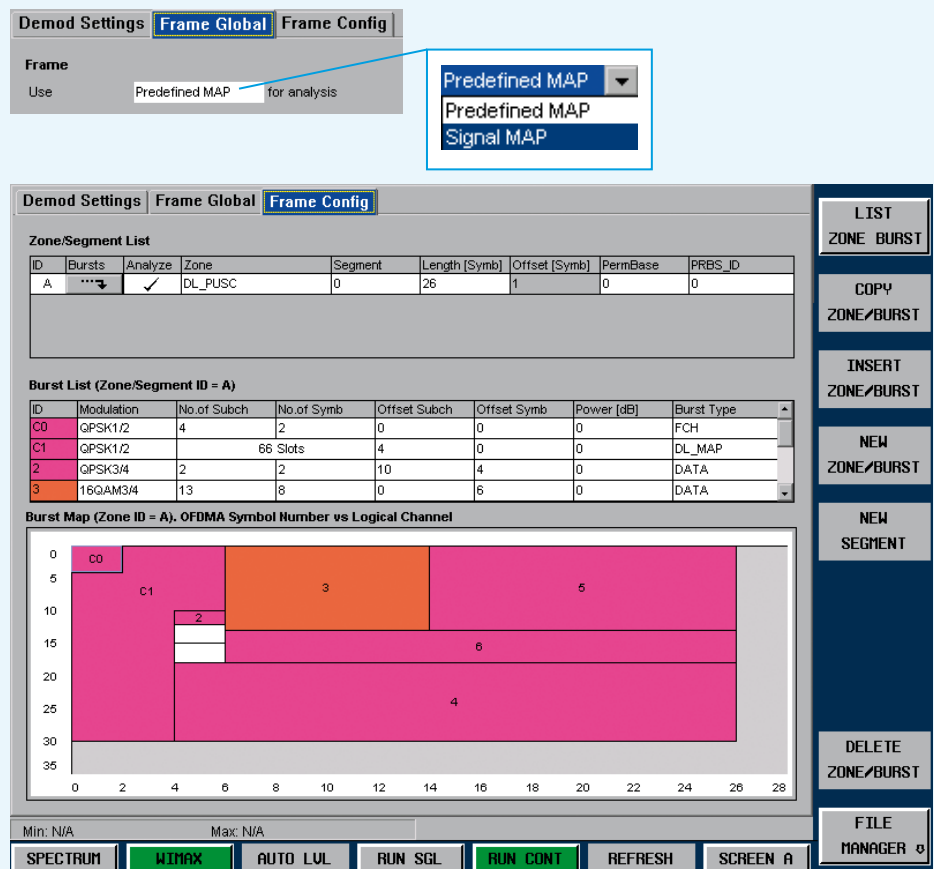 Demod Settings Frame Global Frame Config
Frame
Use Predefined MAP for analysis
Predefined MAP
Predefined MAP
Signal MAP
Demod Settings Frame Global Frame Config
Zone/Segment List
ID Bursts Analyze Zone Segment Length [Symb] Offset [Symb] PermBase PRBS_ID
A DL_PUSC 0 26 1 0 0
Burst List (Zone/Segment ID = A)
ID Modulation No.of Subch No.of Symb Offset Subch Offset Symb Power [dB] Burst Type
C0 QPSK1/2 4 2 0 0 0 FCH
C1 QPSK1/2 66 Slots 4 0 0 DL_MAP
2 QPSK3/4 2 2 10 4 0 DATA
3 16QAM3/4 13 8 0 6 0 DATA
Burst Map (Zone ID = A). OFDMA Symbol Number vs Logical Channel
0 C0
5
C1 3 5
10
2
15
6
20
4
25
30
35
0 2 4 6 8 10 12 14 16 18 20 22 24 26 28
Min: N/A Max: N/A
SPECTRUM WIMAX AUTO LVL RUN SGL RUN CONT REFRESH SCREEN A
LIST
ZONE BURST
COPY
ZONE/BURST
INSERT
ZONE/BURST
NEW
ZONE/BURST
NEW
SEGMENT
DELETE
ZONE/BURST
FILE
MANAGER ⇩